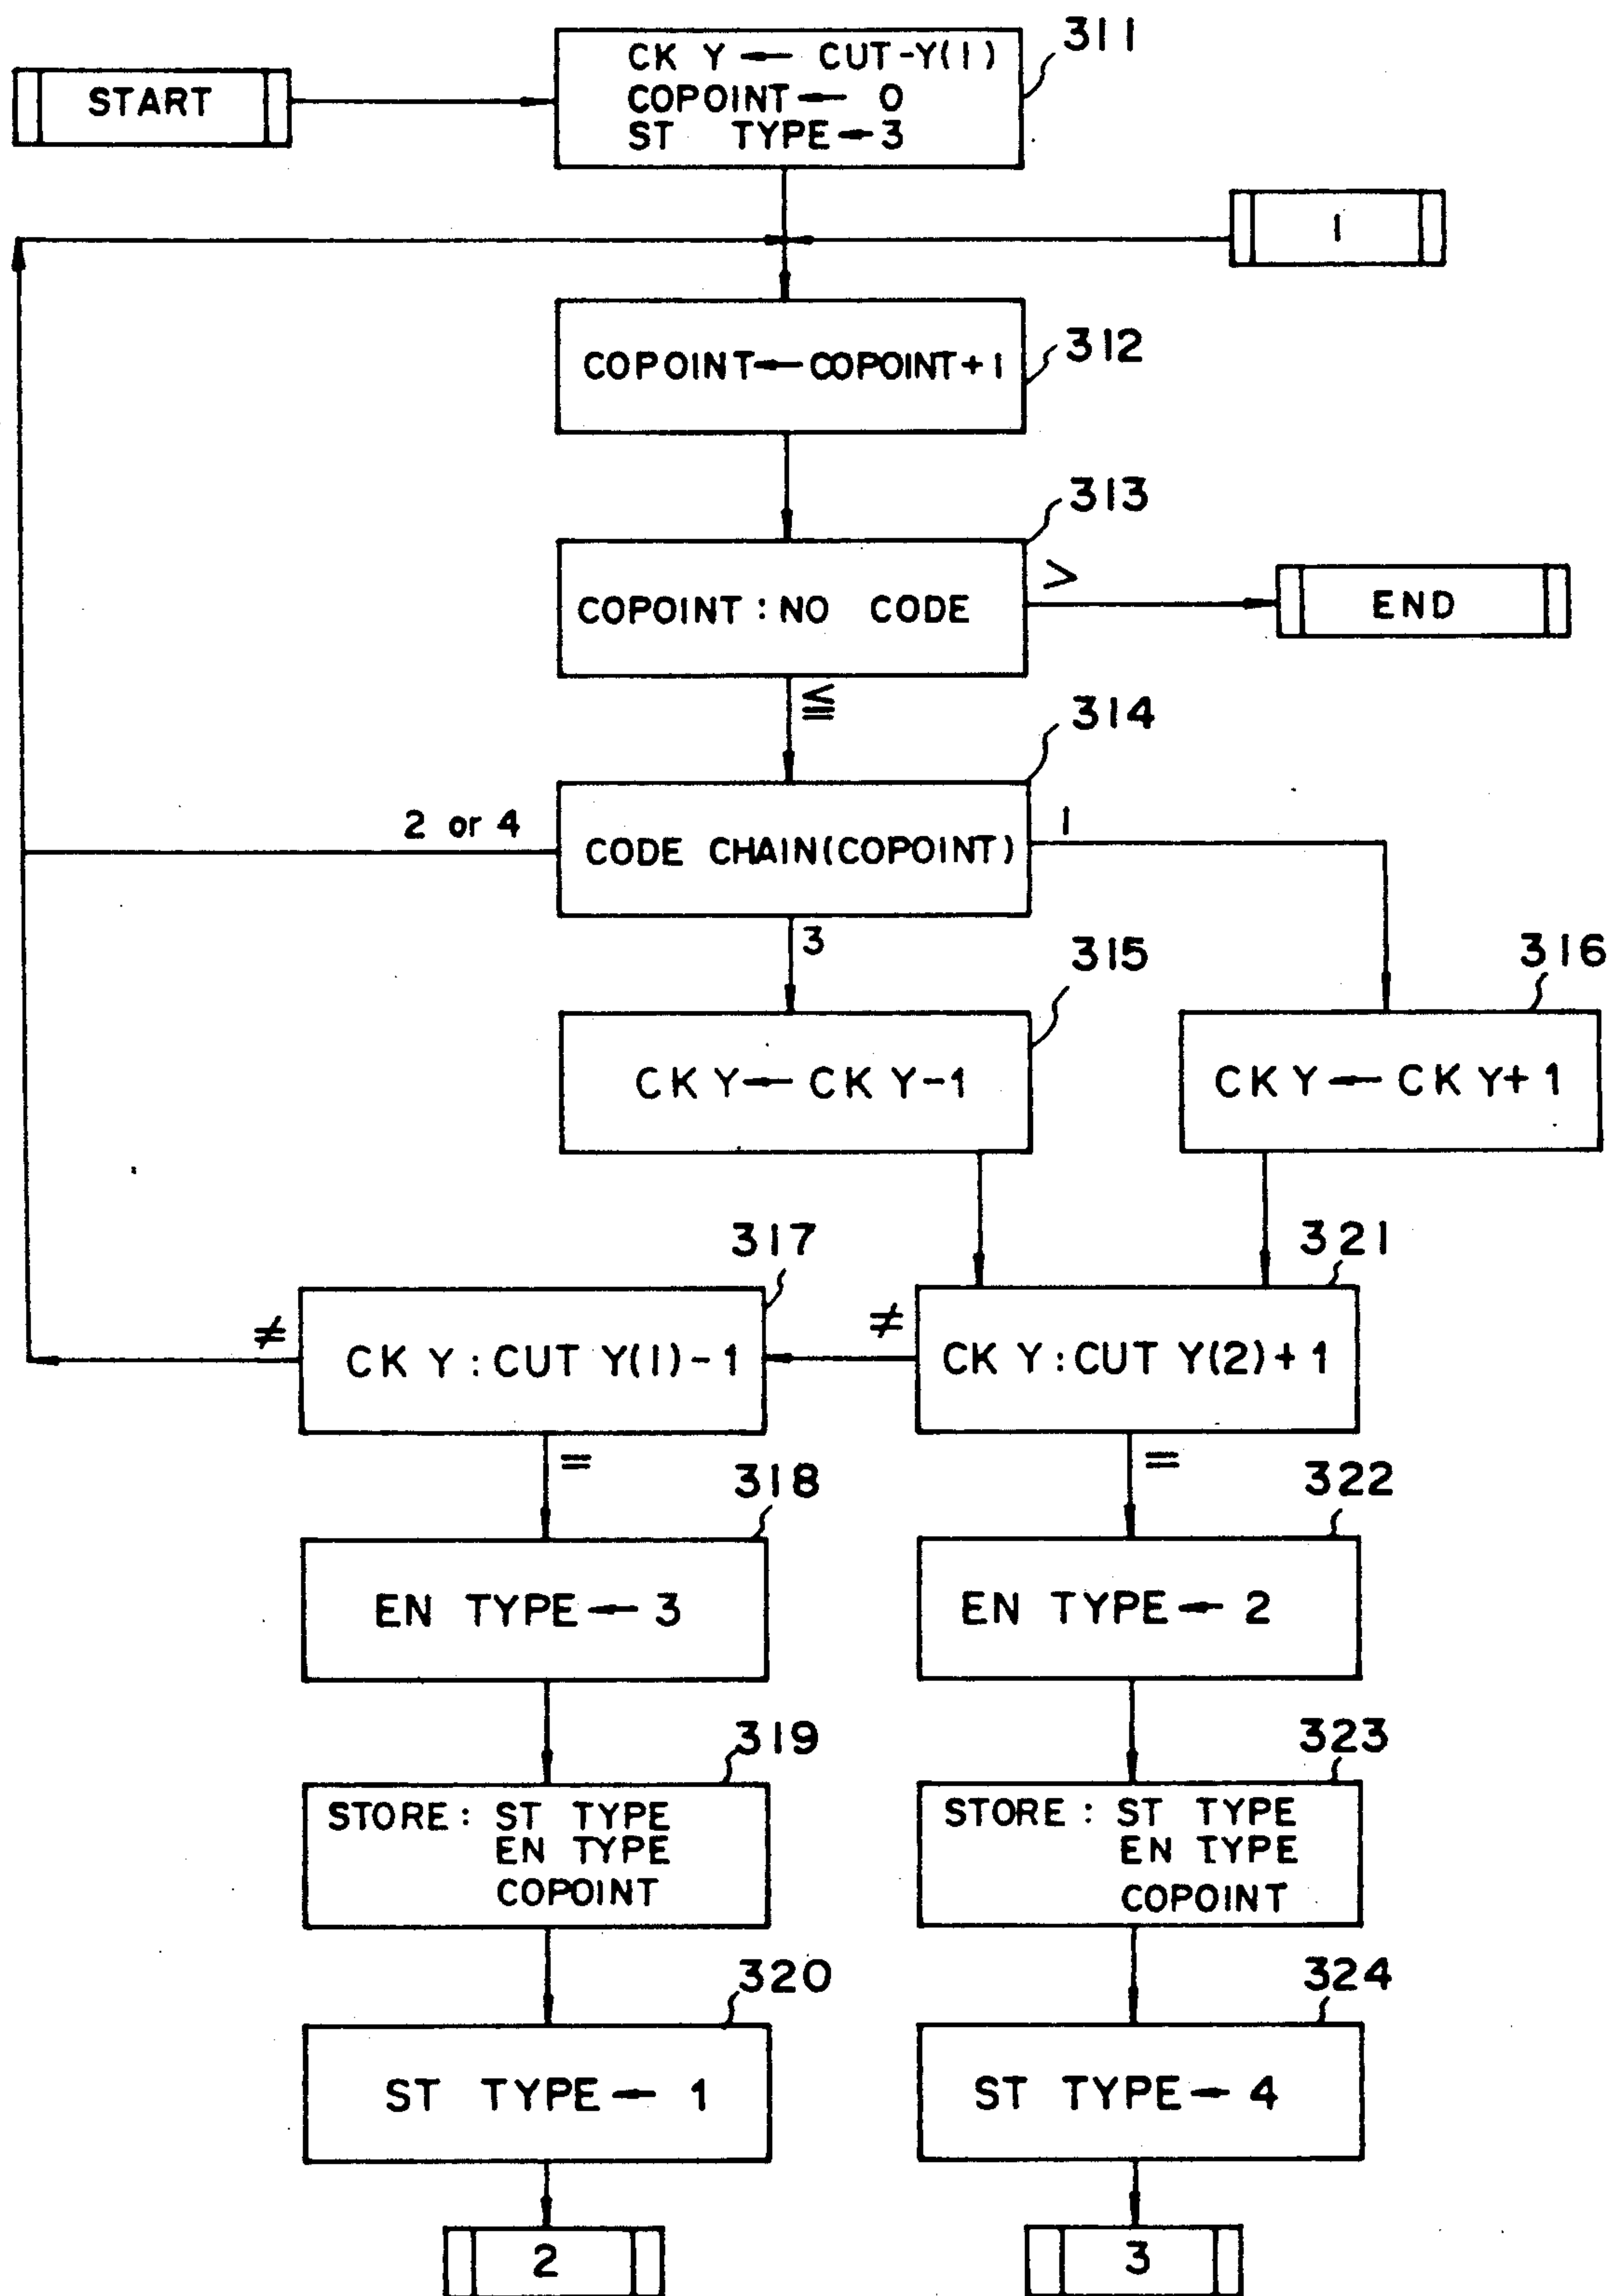 CK Y ← CUT-Y(1)
COPOINT ← 0
ST TYPE ← 3
311
START
1
COPOINT ← COPOINT + 1
312
313
COPOINT : NO CODE
>
END
≦
314
2 or 4
CODE CHAIN(COPOINT)
1
3
315
316
CK Y ← CK Y - 1
CK Y ← CK Y + 1
317
321
≠
CK Y : CUT Y(1) - 1
≠
CK Y : CUT Y(2) + 1
=
=
318
322
EN TYPE ← 3
EN TYPE ← 2
319
323
STORE : ST TYPE
EN TYPE
COPOINT
STORE : ST TYPE
EN TYPE
COPOINT
320
324
ST TYPE ← 1
ST TYPE ← 4
2
3